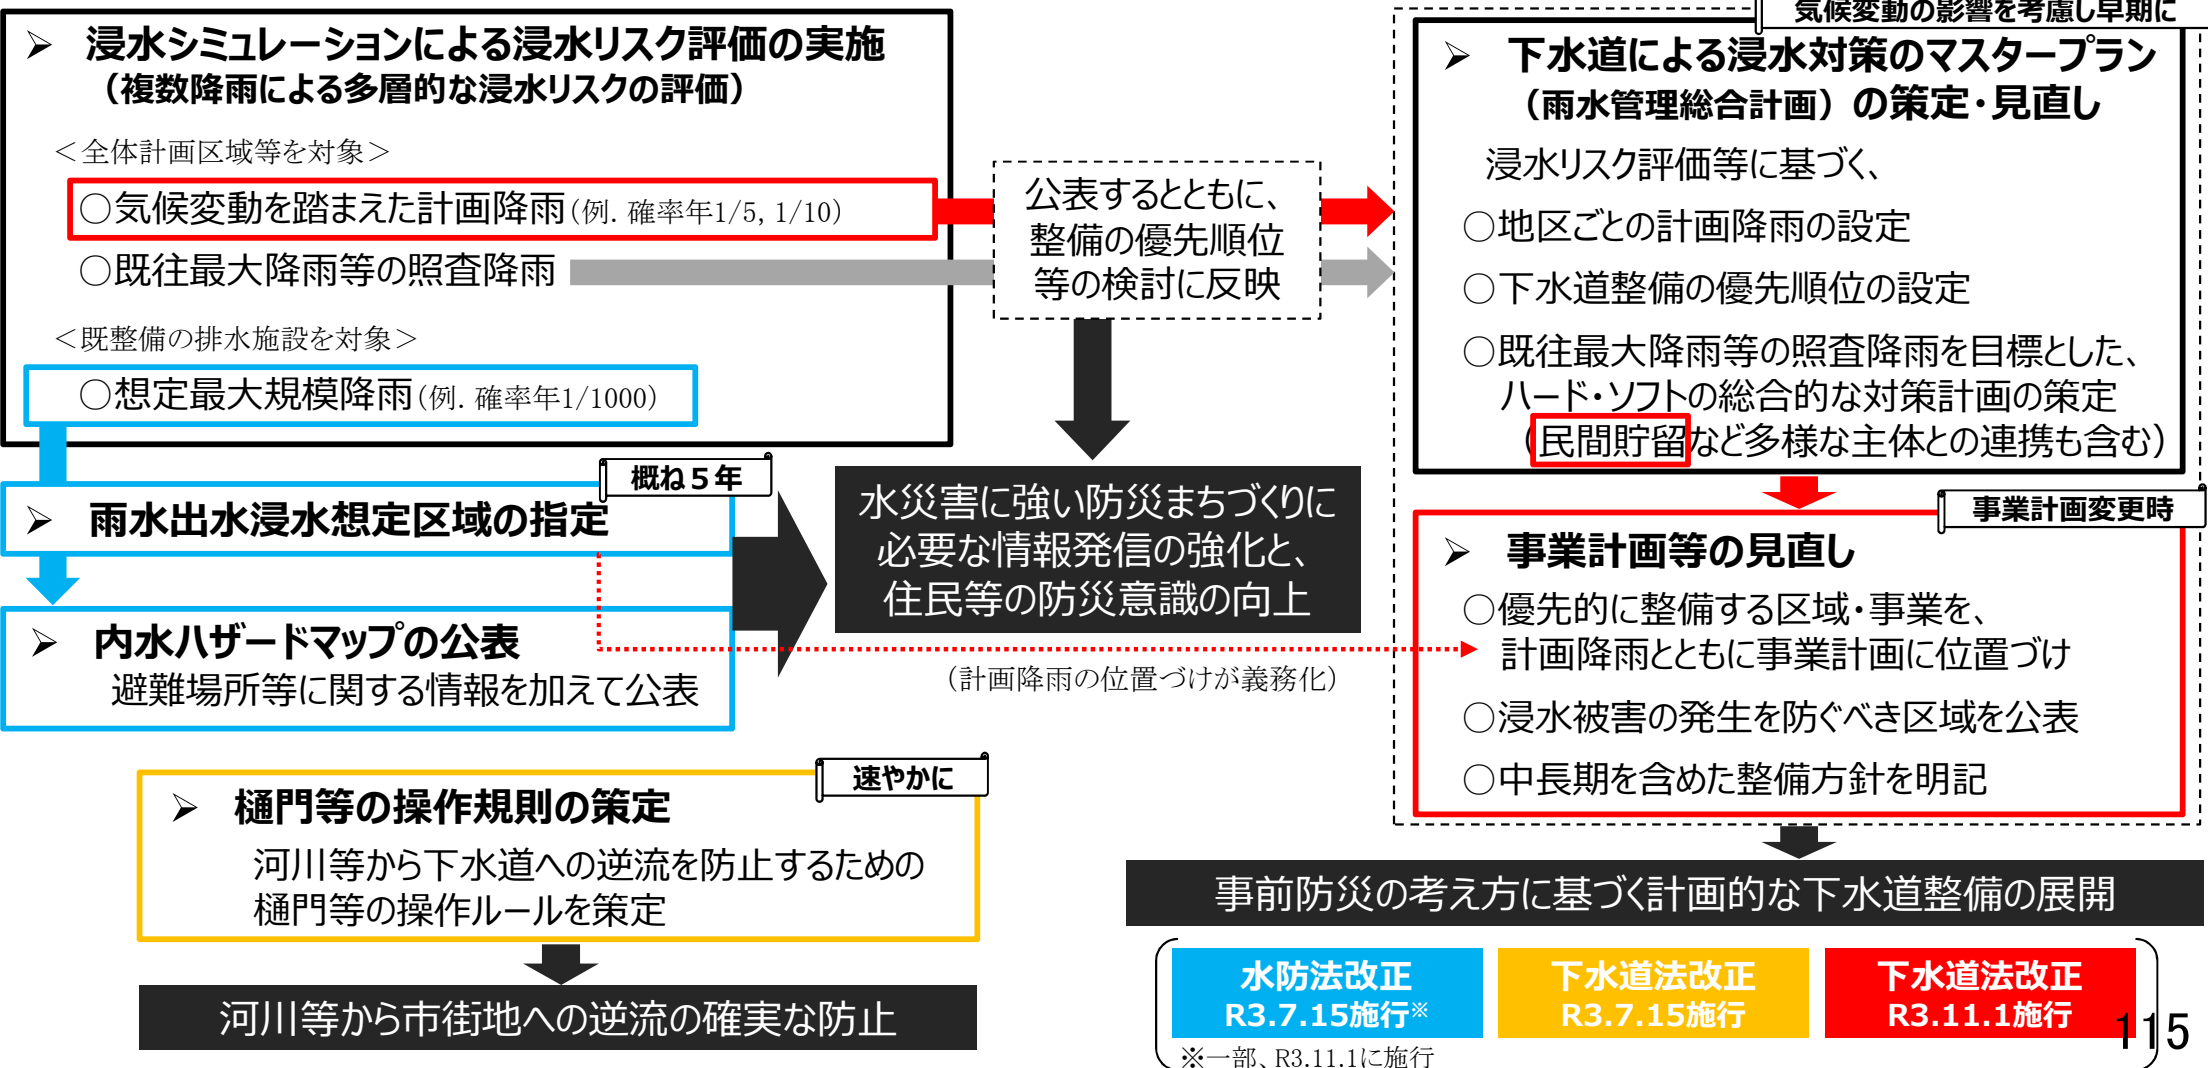 ➢ 浸水シミュレーションによる浸水リスク評価の実施
（複数降雨による多層的な浸水リスクの評価）
＜全体計画区域等を対象＞
○気候変動を踏まえた計画降雨（例. 確率年1/5, 1/10）
○既往最大降雨等の照査降雨
＜既整備の排水施設を対象＞
○想定最大規模降雨（例. 確率年1/1000）
公表するとともに、
整備の優先順位
等の検討に反映
気候変動の影響を考慮し早期に
➢ 下水道による浸水対策のマスタープラン
（雨水管理総合計画）の策定・見直し
浸水リスク評価等に基づく、
○地区ごとの計画降雨の設定
○下水道整備の優先順位の設定
○既往最大降雨等の照査降雨を目標とした、
ハード・ソフトの総合的な対策計画の策定
（民間貯留など多様な主体との連携も含む）
概ね５年
➢ 雨水出水浸水想定区域の指定
➢ 内水ハザードマップの公表
避難場所等に関する情報を加えて公表
水災害に強い防災まちづくりに
必要な情報発信の強化と、
住民等の防災意識の向上
（計画降雨の位置づけが義務化）
事業計画変更時
➢ 事業計画等の見直し
○優先的に整備する区域・事業を、
計画降雨とともに事業計画に位置づけ
○浸水被害の発生を防ぐべき区域を公表
○中長期を含めた整備方針を明記
速やかに
➢ 樋門等の操作規則の策定
河川等から下水道への逆流を防止するための
樋門等の操作ルールを策定
河川等から市街地への逆流の確実な防止
事前防災の考え方に基づく計画的な下水道整備の展開
水防法改正
R3.7.15施行※
下水道法改正
R3.7.15施行
下水道法改正
R3.11.1施行
※一部、R3.11.1に施行
115